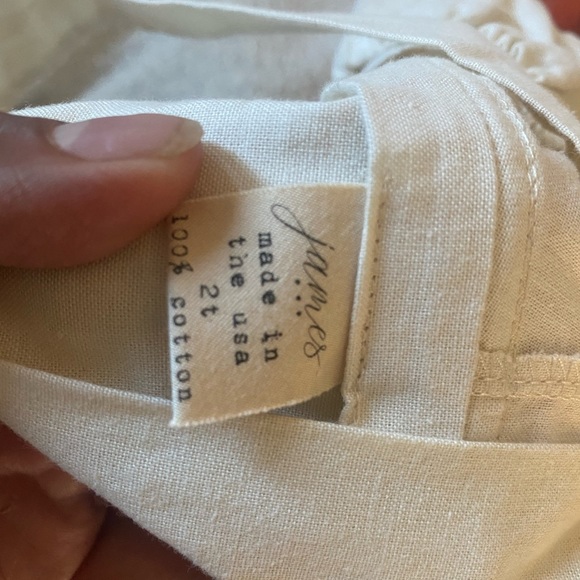 james
made in
the usa
2t
100% cotton